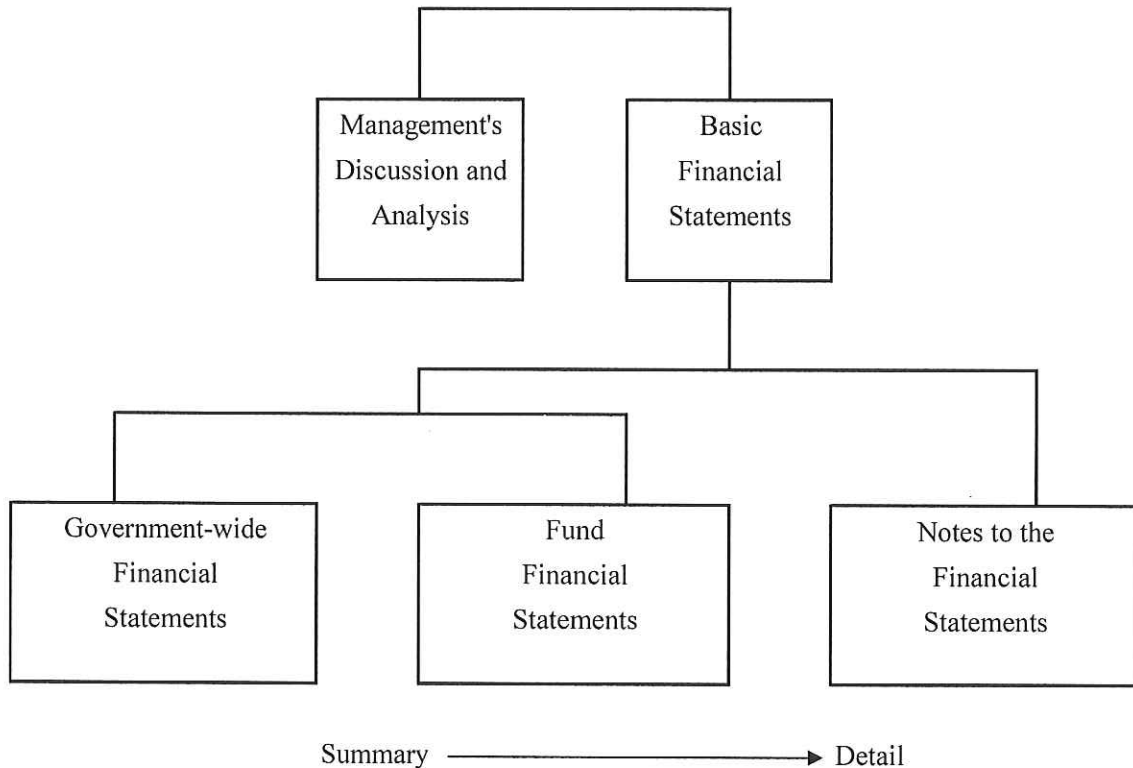 Management's
Discussion and
Analysis
Basic
Financial
Statements
Government-wide
Financial
Statements
Fund
Financial
Statements
Notes to the
Financial
Statements
Summary
Detail